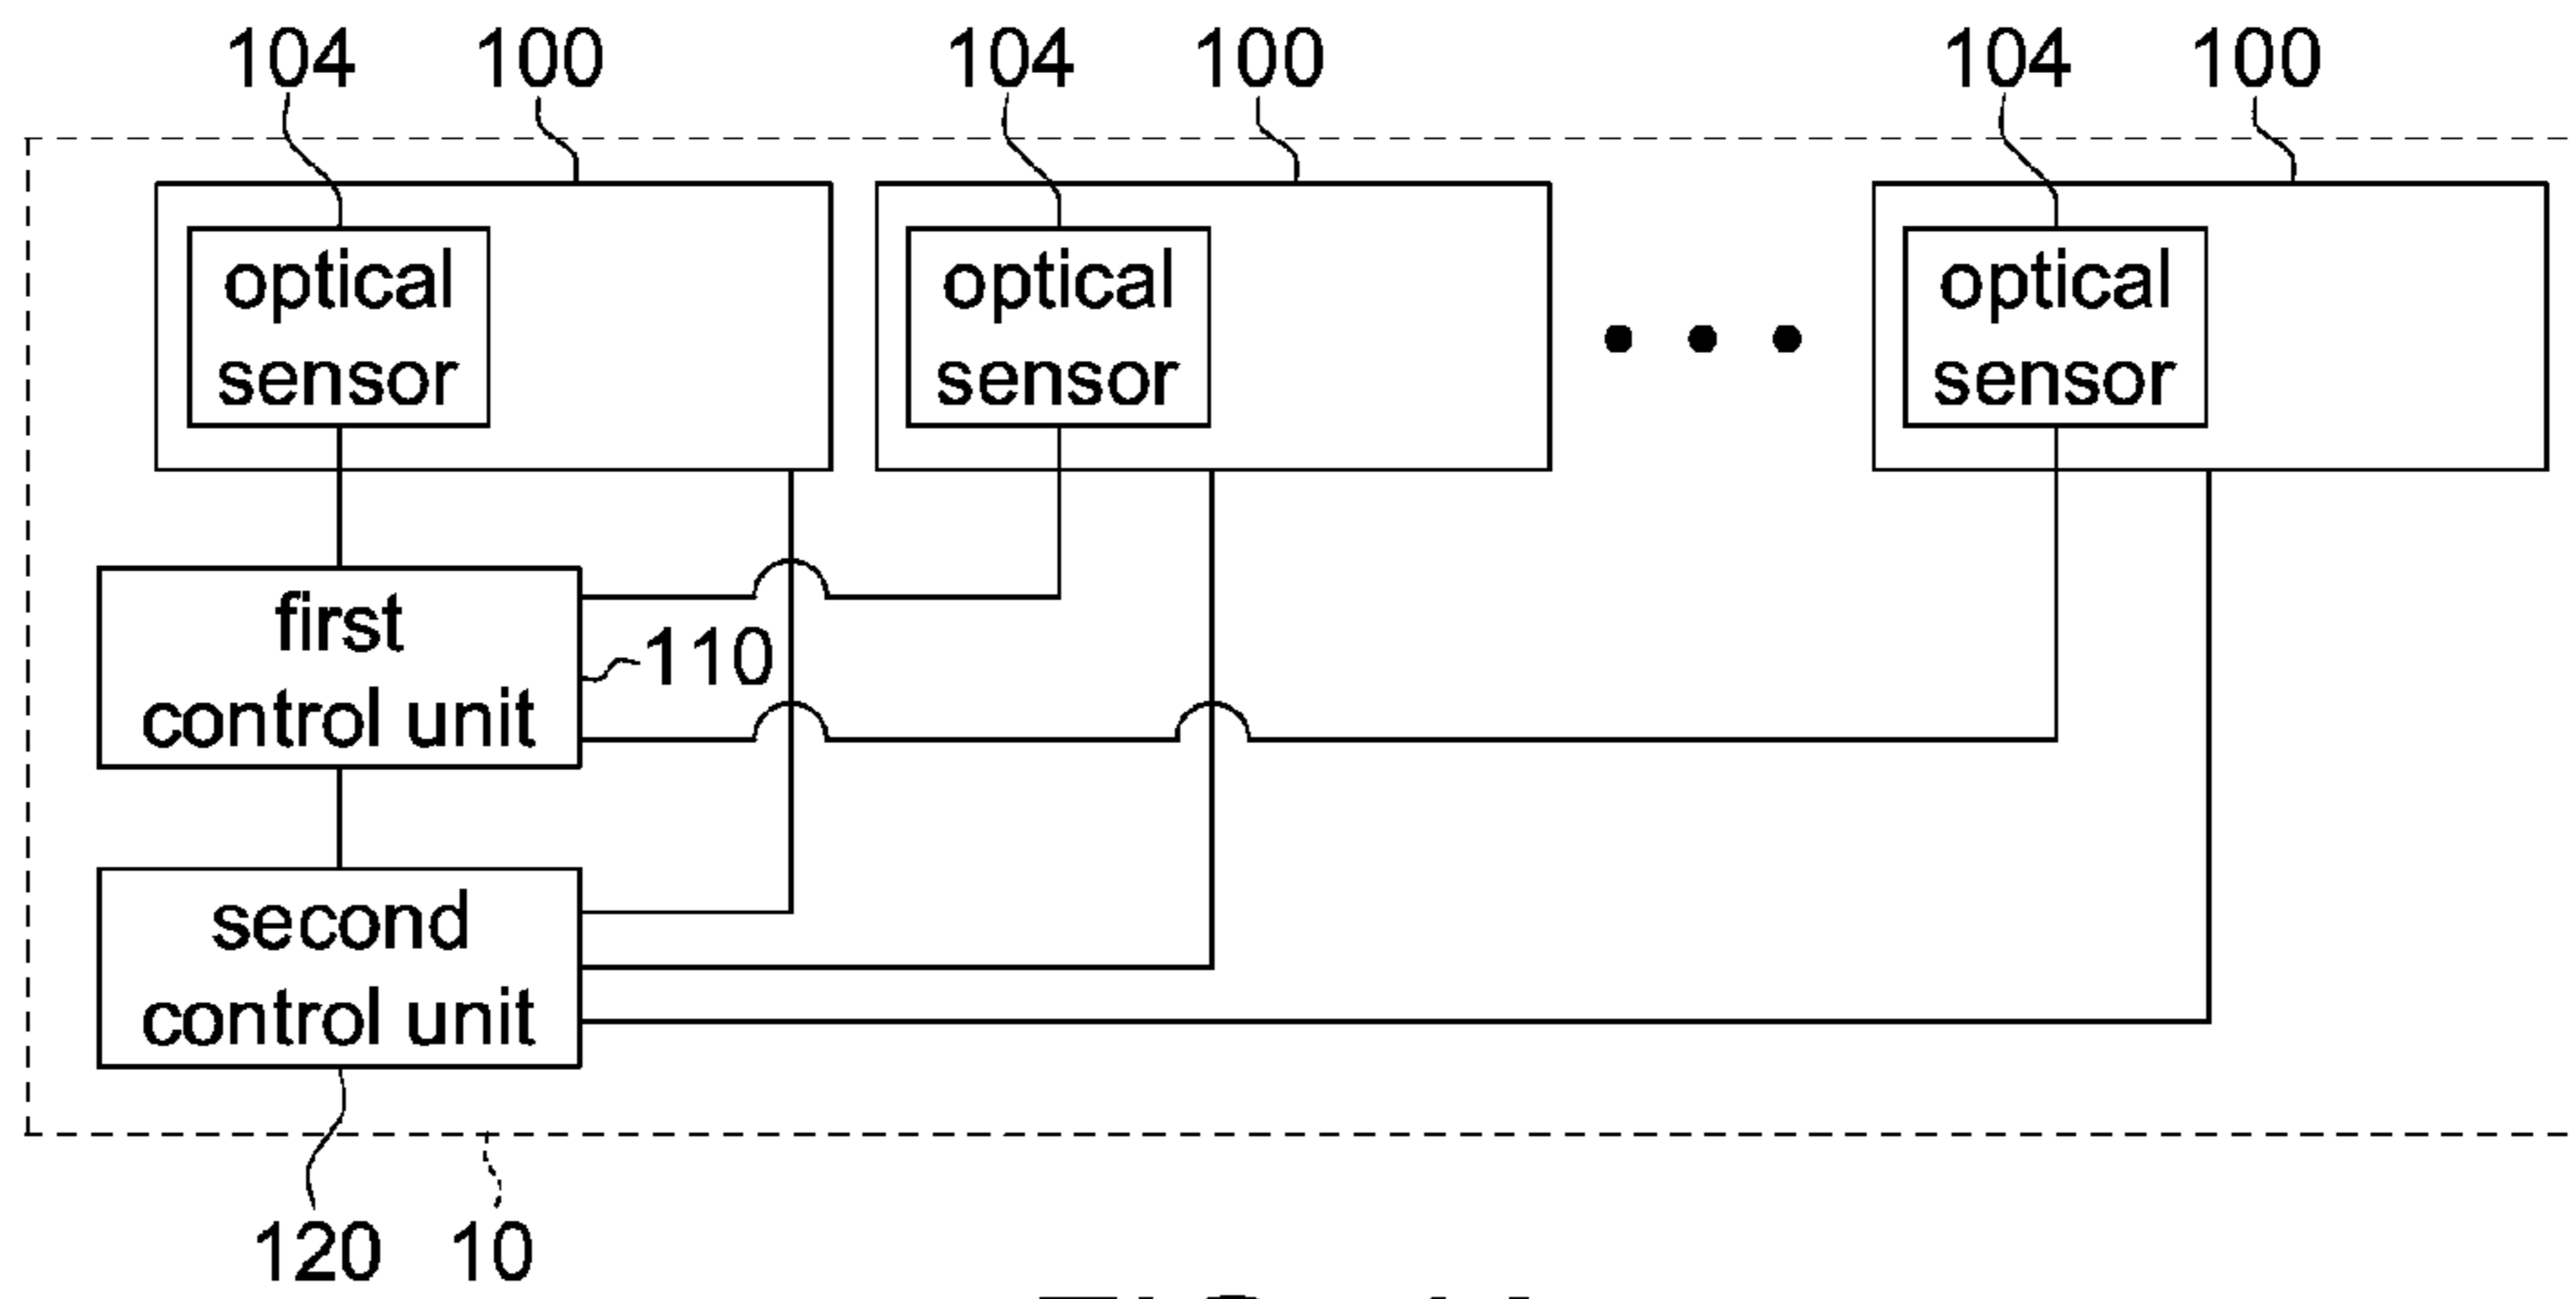 104 100 104 100 104 100
optical sensor
optical sensor
optical sensor
first control unit
110
second control unit
120 10